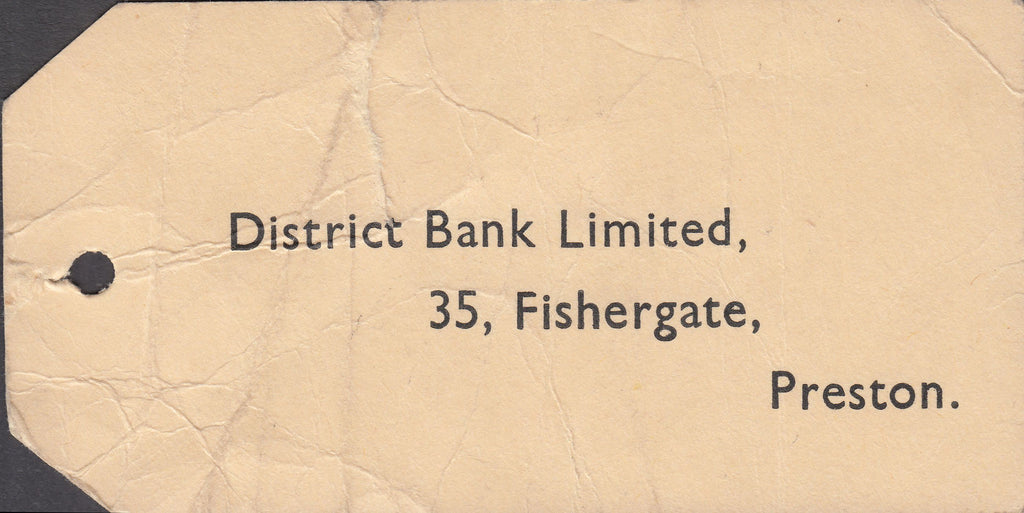 District Bank Limited,
35, Fishergate,
Preston.